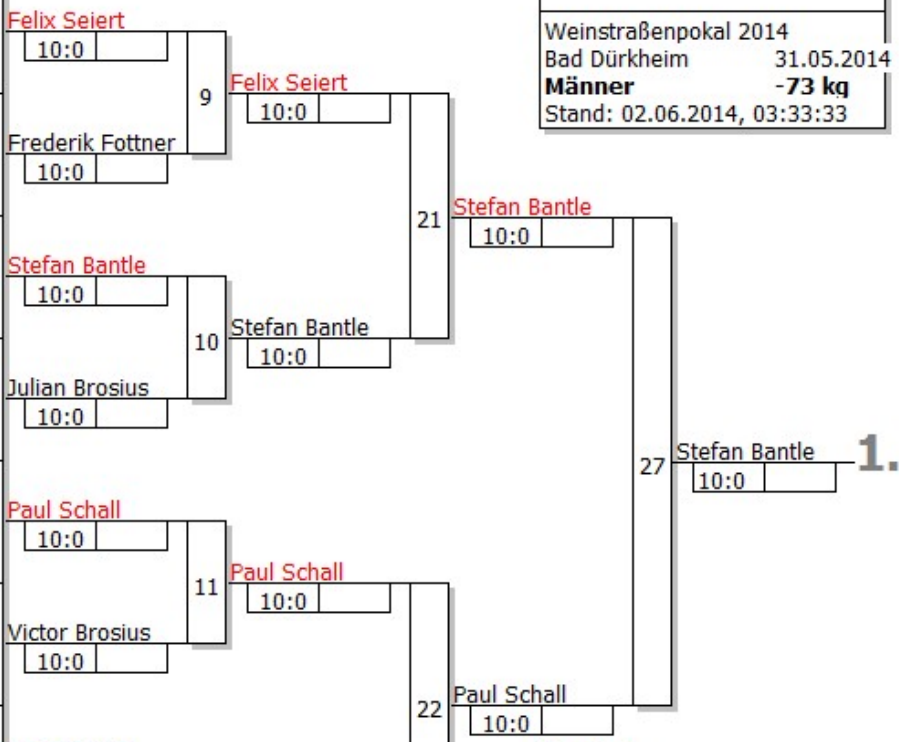 Felix Seiert
10:0
9
Frederik Fottner
10:0
Stefan Bantle
10:0
10
Julian Brosius
10:0
Paul Schall
10:0
11
Victor Brosius
10:0
Felix Seiert
10:0
21
Stefan Bantle
10:0
Paul Schall
10:0
22
Stefan Bantle
10:0
27
Paul Schall
10:0
Stefan Bantle
10:0
1.
Weinstraßenpokal 2014
Bad Dürkheim 31.05.2014
Männer -73 kg
Stand: 02.06.2014, 03:33:33